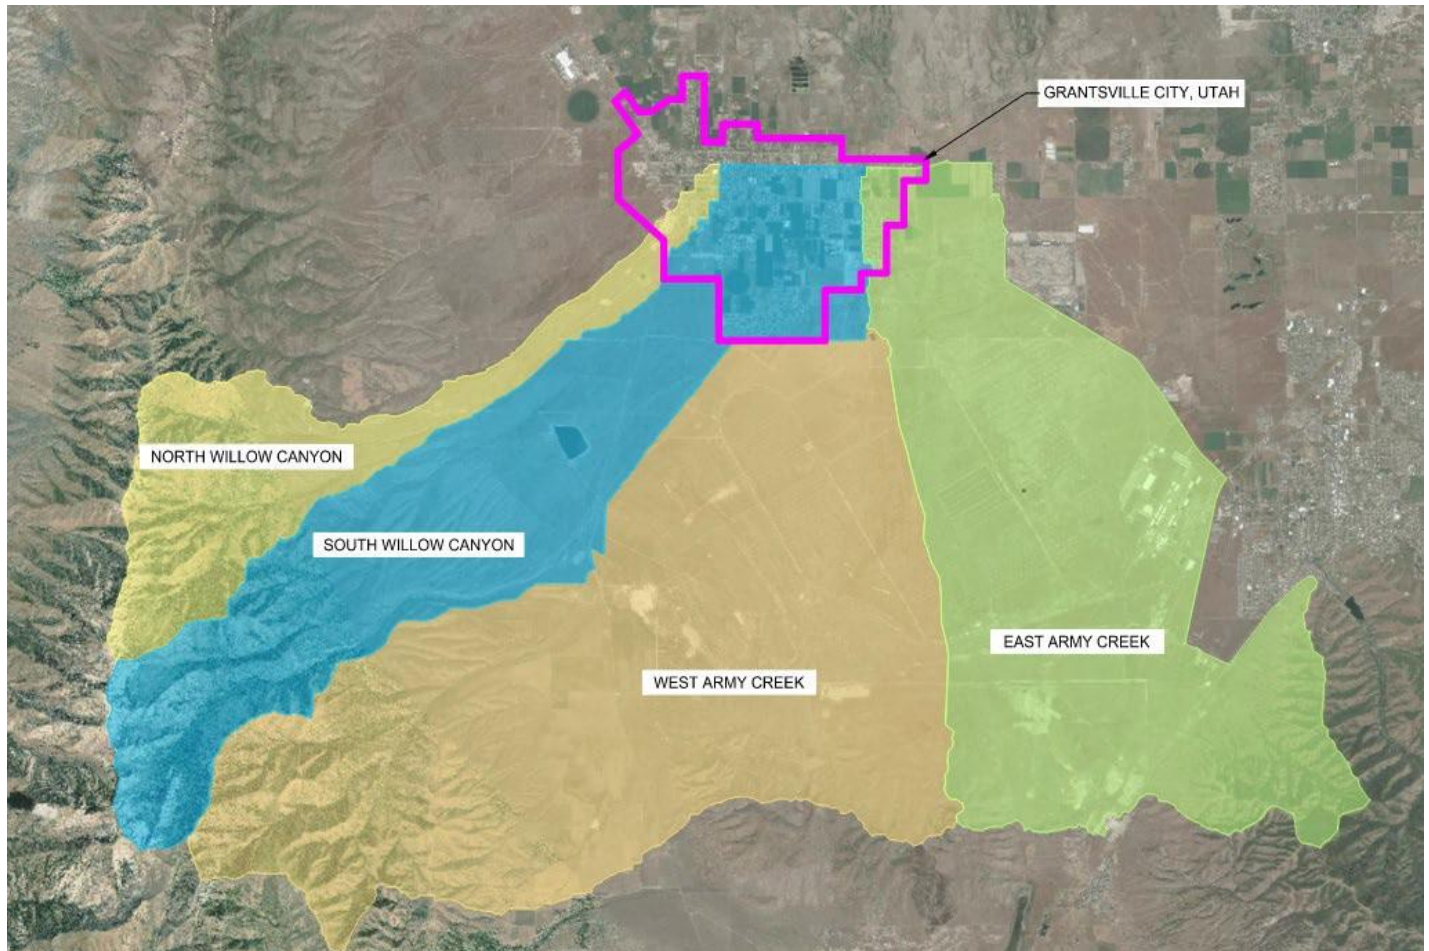 GRANTSVILLE CITY, UTAH
NORTH WILLOW CANYON
SOUTH WILLOW CANYON
EAST ARMY CREEK
WEST ARMY CREEK